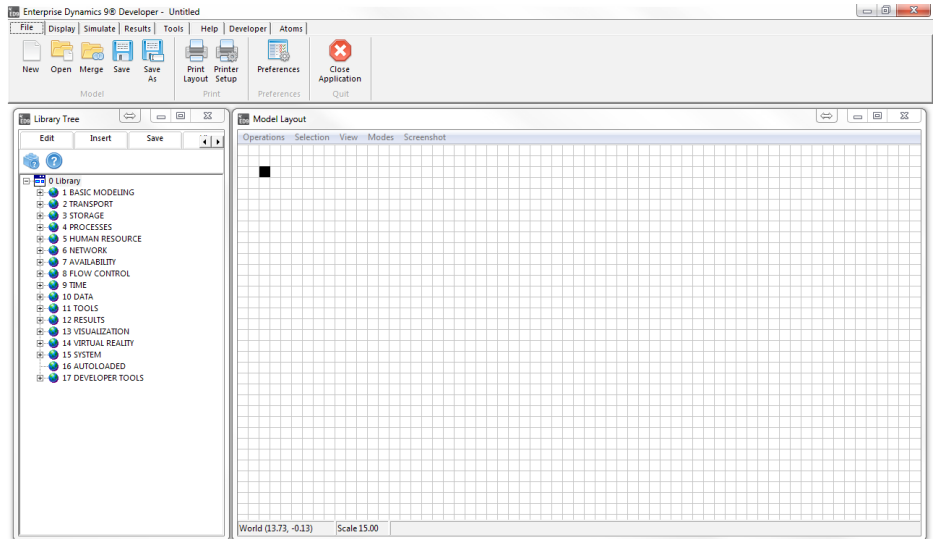 Enterprise Dynamics 9® Developer - Untitled
File Display Simulate Results Tools Help Developer Atoms
New Open Merge Save Save As Print Layout Printer Setup Preferences Close Application
Model Print Preferences Quit
Library Tree
Edit Insert Save
0 Library
1 BASIC MODELING
2 TRANSPORT
3 STORAGE
4 PROCESSES
5 HUMAN RESOURCE
6 NETWORK
7 AVAILABILITY
8 FLOW CONTROL
9 TIME
10 DATA
11 TOOLS
12 RESULTS
13 VISUALIZATION
14 VIRTUAL REALITY
15 SYSTEM
16 AUTOLOADED
17 DEVELOPER TOOLS
Model Layout
Operations Selection View Modes Screenshot
World (13.73, -0.13) Scale 15.00